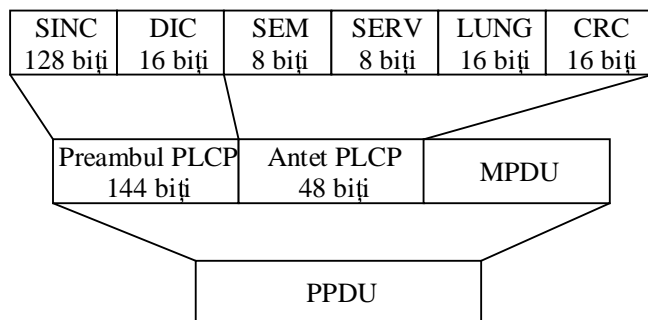 SINC DIC SEM SERV LUNG CRC
128 biți 16 biți 8 biți 8 biți 16 biți 16 biți
Preambul PLCP Antet PLCP MPDU
144 biți 48 biți
PPDU